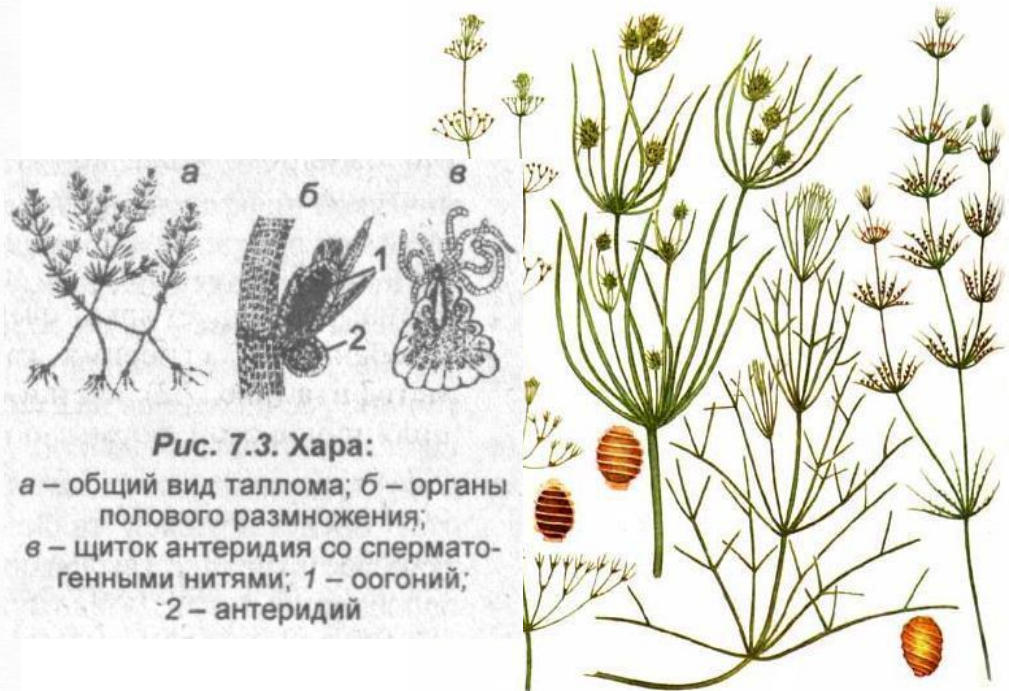 а
б
в
1
2
Рис. 7.3. Хара:
а – общий вид таллома; б – органы
полового размножения;
в – щиток антеридия со спермато-
генными нитями; 1 – оогоний;
2 – антеридий